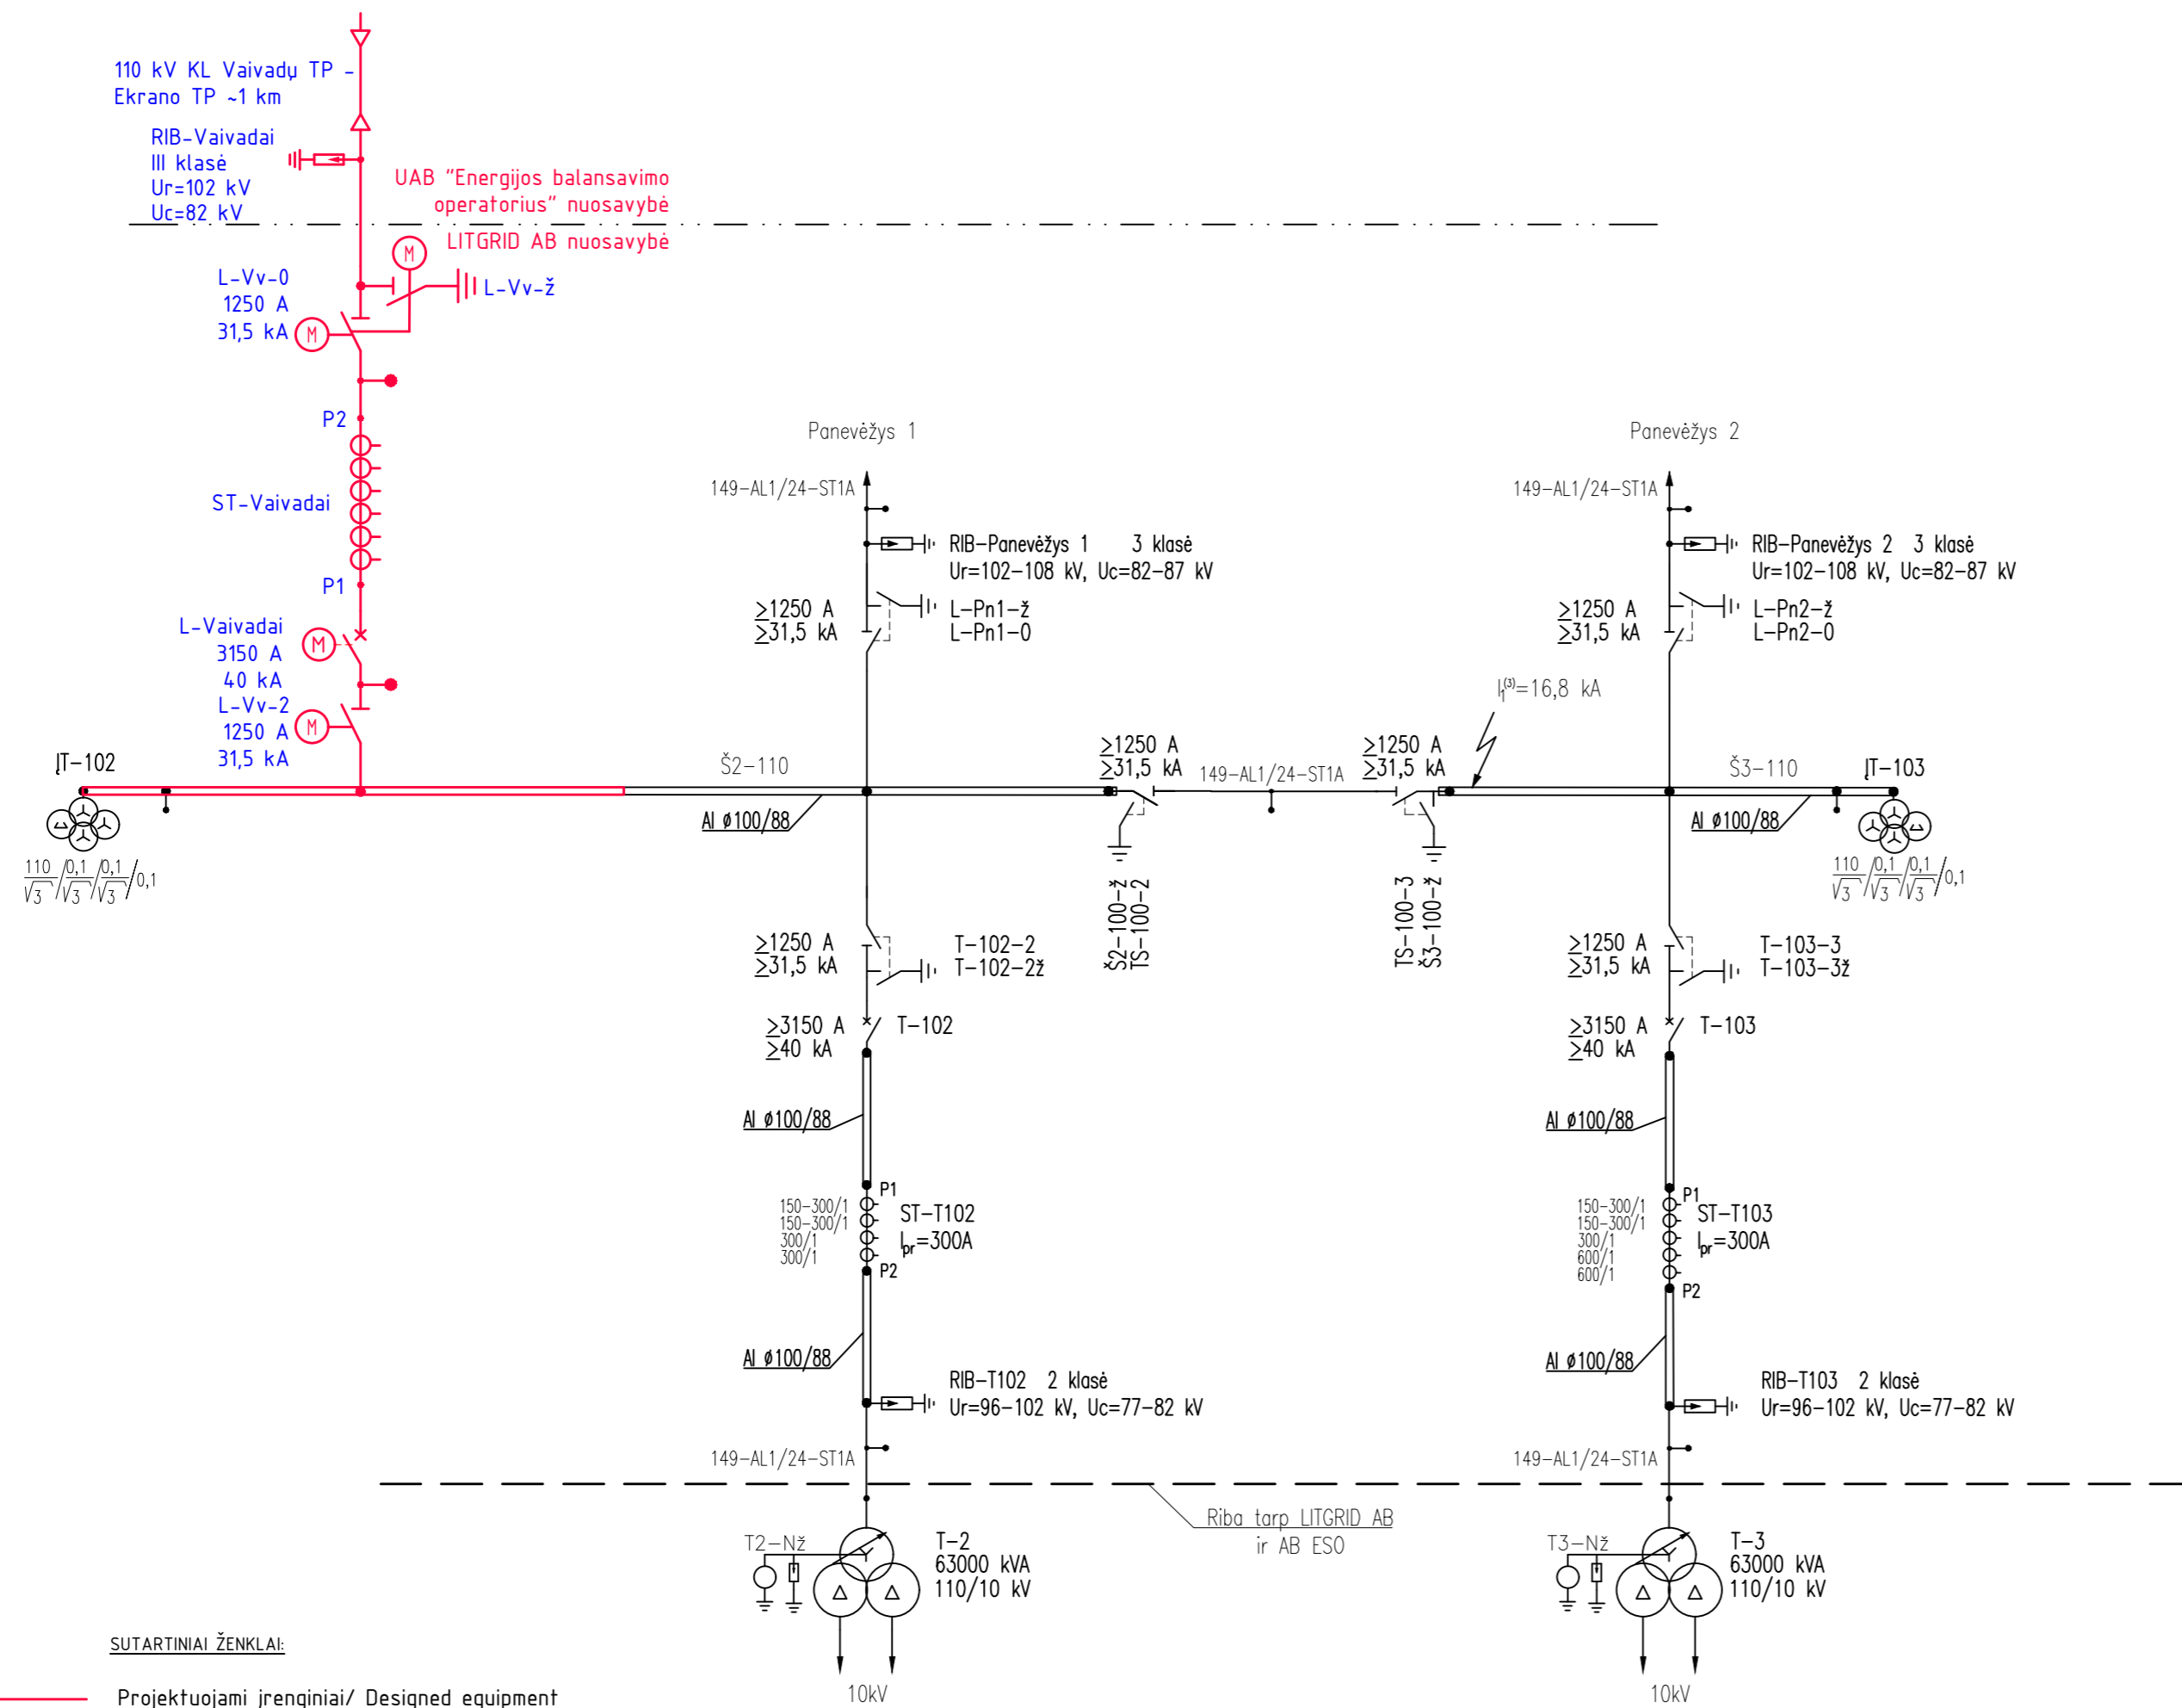 110 kV KL Vaivadų TP -
Ekrano TP ~1 km
RIB-Vaivadai
III klasė
Ur=102 kV
Uc=82 kV
UAB "Energijos balansavimo
operatorius" nuosavybė
LITGRID AB nuosavybė
M
L-Vv-ž
L-Vv-0
1250 A
31,5 kA
M
P2
ST-Vaivadai
P1
L-Vaivadai
3150 A
40 kA
M
L-Vv-2
1250 A
31,5 kA
M
Panevėžys 1
149-AL1/24-ST1A
RIB-Panevėžys 1 3 klasė
Ur=102-108 kV, Uc=82-87 kV
≥1250 A
≥31,5 kA
L-Pn1-ž
L-Pn1-0
Panevėžys 2
149-AL1/24-ST1A
RIB-Panevėžys 2 3 klasė
Ur=102-108 kV, Uc=82-87 kV
≥1250 A
≥31,5 kA
L-Pn2-ž
L-Pn2-0
I₁⁽³⁾=16,8 kA
ĮT-102
110/√3/0,1/√3/0,1/√3/0,1
Š2-110
Al ø100/88
≥1250 A
≥31,5 kA
149-AL1/24-ST1A
≥1250 A
≥31,5 kA
Š3-110
Al ø100/88
ĮT-103
110/√3/0,1/√3/0,1/√3/0,1
Š2-100-ž
TS-100-2
TS-100-3
Š3-100-ž
≥1250 A
≥31,5 kA
T-102-2
T-102-2ž
≥3150 A
≥40 kA
T-102
Al ø100/88
P1
150-300/1
150-300/1
300/1
300/1
ST-T102
Ipr=300A
P2
Al ø100/88
RIB-T102 2 klasė
Ur=96-102 kV, Uc=77-82 kV
149-AL1/24-ST1A
≥1250 A
≥31,5 kA
T-103-3
T-103-3ž
≥3150 A
≥40 kA
T-103
Al ø100/88
P1
150-300/1
150-300/1
300/1
600/1
600/1
ST-T103
Ipr=300A
P2
Al ø100/88
RIB-T103 2 klasė
Ur=96-102 kV, Uc=77-82 kV
149-AL1/24-ST1A
Riba tarp LITGRID AB
ir AB ESO
T2-Nž
T-2
63000 kVA
110/10 kV
10kV
T3-Nž
T-3
63000 kVA
110/10 kV
10kV
SUTARTINIAI ŽENKLAI:
Projektuojami įrenginiai/ Designed equipment